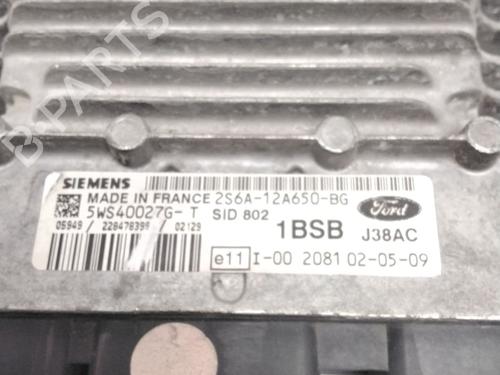 B-PARTS
SIEMENS
MADE IN FRANCE 2S6A-12A650-BG
5WS40027G-T SID 802
Ford
05949 / 228478399 / 02129
1BSB J38AC
e11 I-00 2081 02-05-09